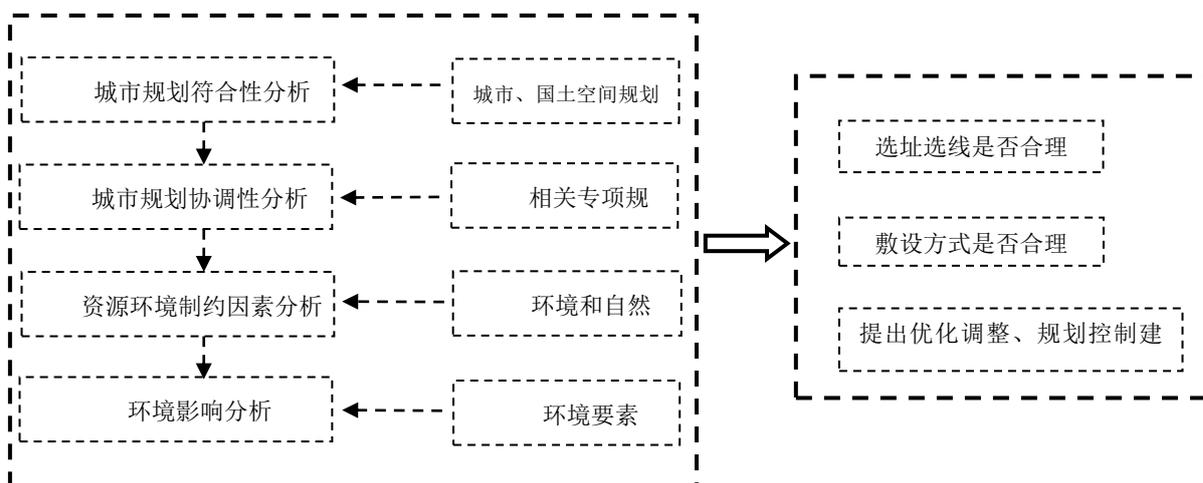 城市规划符合性分析
城市、国土空间规划
城市规划协调性分析
相关专项规
资源环境制约因素分析
环境和自然
环境影响分析
环境要素
选址选线是否合理
敷设方式是否合理
提出优化调整、规划控制建